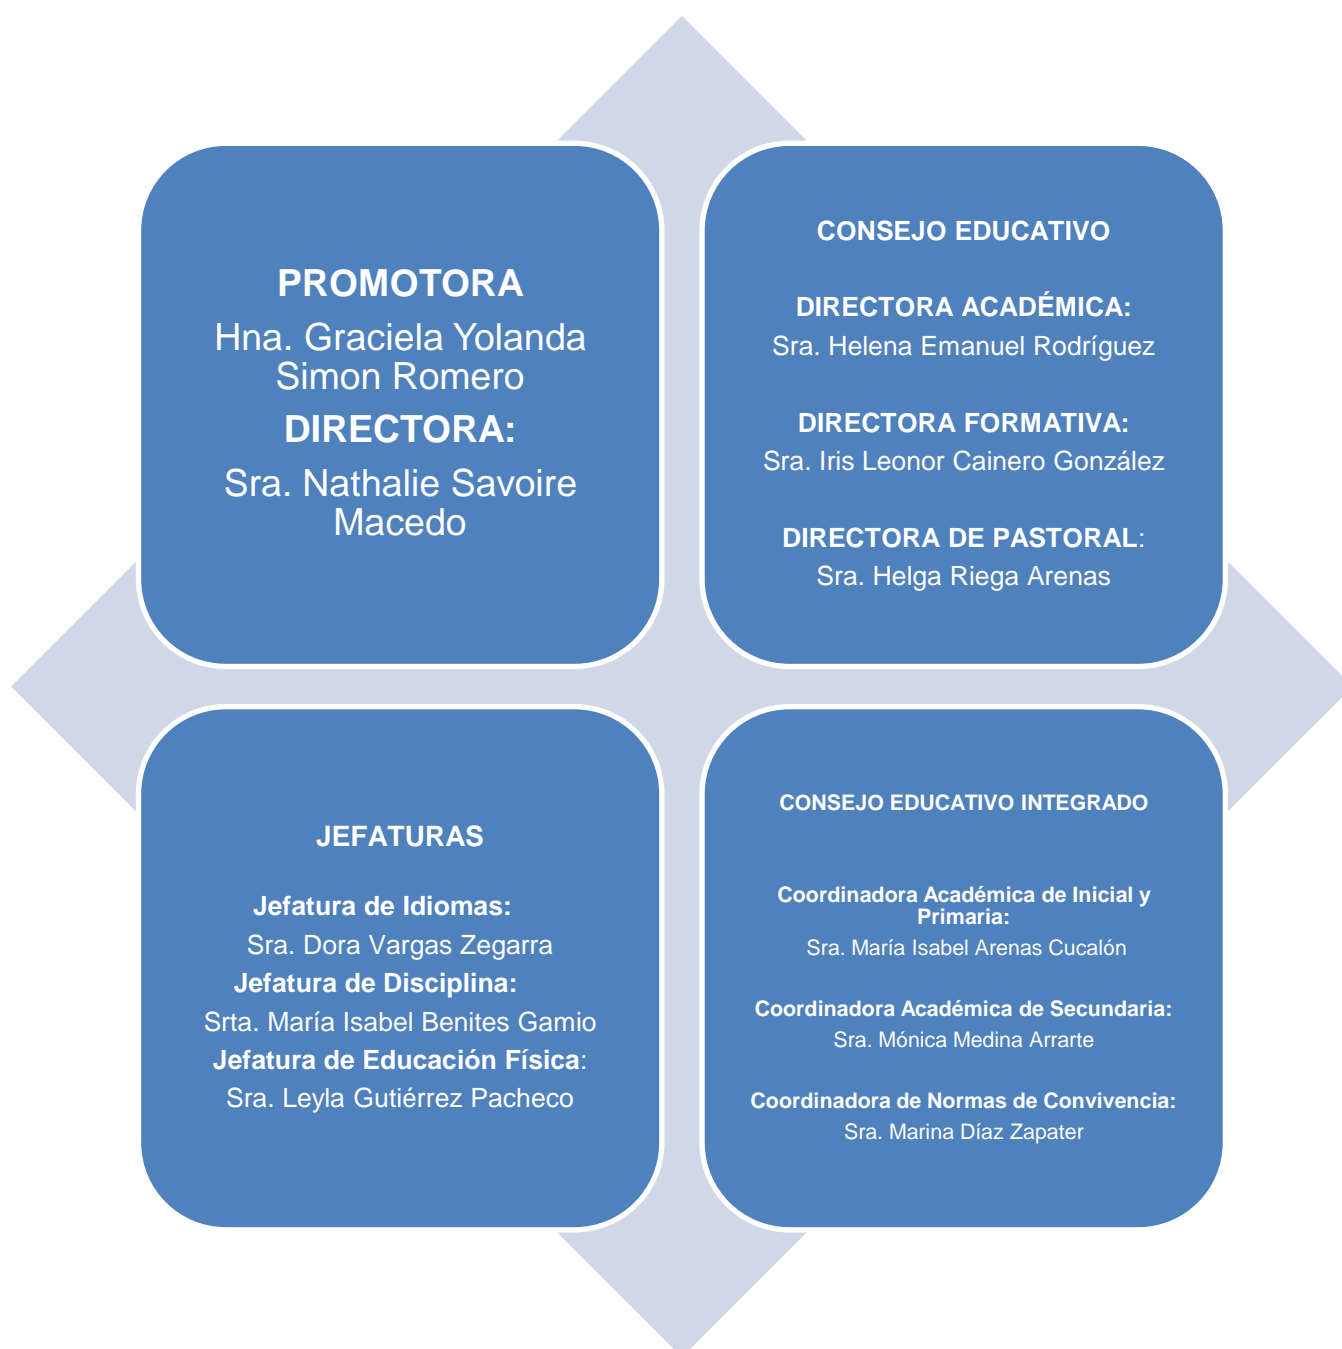 PROMOTORA
Hna. Graciela Yolanda
Simon Romero
DIRECTORA:
Sra. Nathalie Savoire
Macedo
CONSEJO EDUCATIVO
DIRECTORA ACADÉMICA:
Sra. Helena Emanuel Rodríguez
DIRECTORA FORMATIVA:
Sra. Iris Leonor Cainero González
DIRECTORA DE PASTORAL:
Sra. Helga Riega Arenas
JEFATURAS
Jefatura de Idiomas:
Sra. Dora Vargas Zegarra
Jefatura de Disciplina:
Srta. María Isabel Benites Gamio
Jefatura de Educación Física:
Sra. Leyla Gutiérrez Pacheco
CONSEJO EDUCATIVO INTEGRADO
Coordinadora Académica de Inicial y
Primaria:
Sra. María Isabel Arenas Cucalón
Coordinadora Académica de Secundaria:
Sra. Mónica Medina Arrarte
Coordinadora de Normas de Convivencia:
Sra. Marina Díaz Zapater